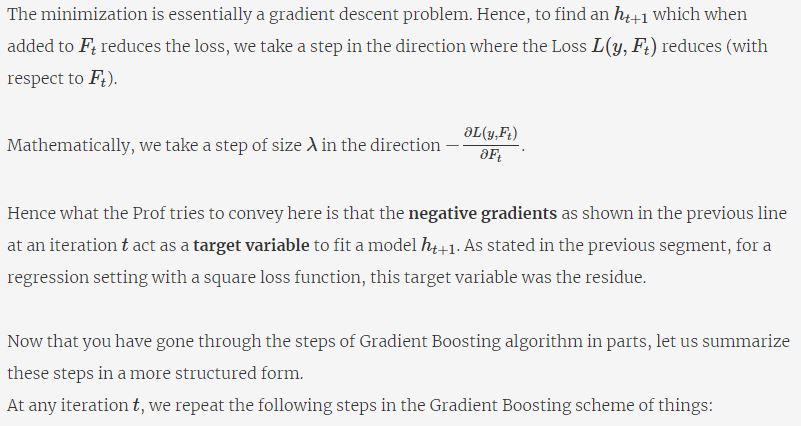 The minimization is essentially a gradient descent problem. Hence, to find an h_{t+1} which when
added to F_t reduces the loss, we take a step in the direction where the Loss L(y, F_t) reduces (with
respect to F_t).
Mathematically, we take a step of size λ in the direction −∂L(y,F_t)/∂F_t.
Hence what the Prof tries to convey here is that the negative gradients as shown in the previous line
at an iteration t act as a target variable to fit a model h_{t+1}. As stated in the previous segment, for a
regression setting with a square loss function, this target variable was the residue.
Now that you have gone through the steps of Gradient Boosting algorithm in parts, let us summarize
these steps in a more structured form.
At any iteration t, we repeat the following steps in the Gradient Boosting scheme of things: